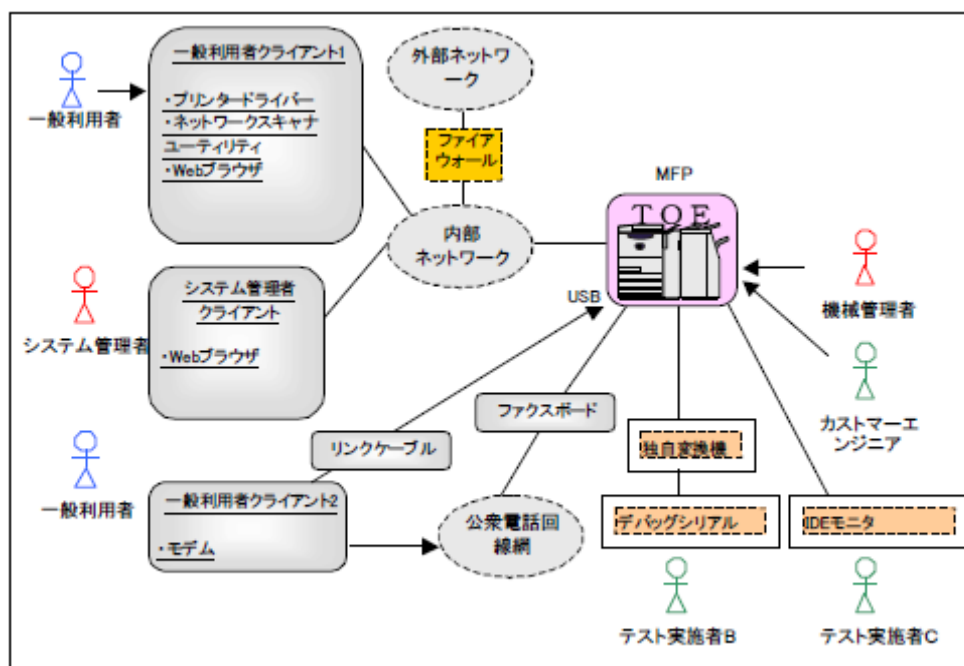 一般利用者クライアント1
・プリンタードライバー
・ネットワークスキャナ
ユーティリティ
・Webブラウザ
一般利用者
外部ネットワ
ーク
ファイア
ウォール
内部
ネットワーク
MFP
TOE
USB
機械管理者
カストマーエ
ンジニア
システム管理者
クライアント
・Webブラウザ
システム管理者
リンクケーブル
ファクスボード
一般利用者
一般利用者クライアント2
・モデム
公衆電話回
線網
独自変換機
デバッグシリアル
IDEモニタ
テスト実施者B
テスト実施者C